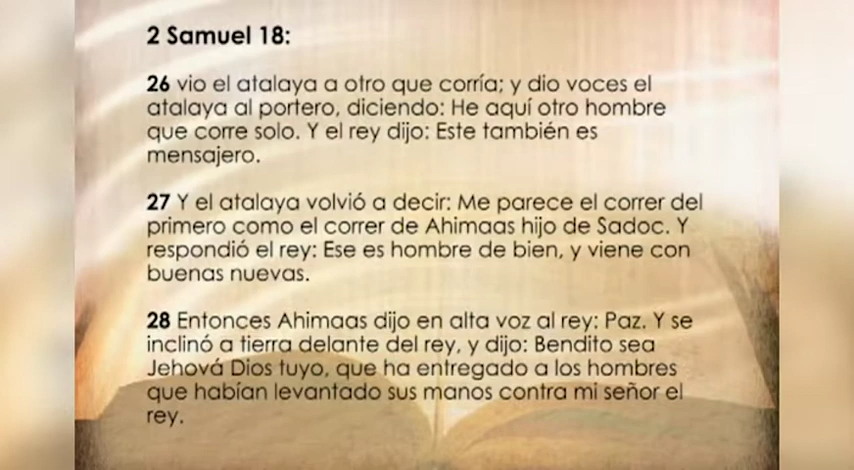 2 Samuel 18:
26 vio el atalaya a otro que corría; y dio voces el
atalaya al portero, diciendo: He aquí otro hombre
que corre solo. Y el rey dijo: Este también es
mensajero.
27 Y el atalaya volvió a decir: Me parece el correr del
primero como el correr de Ahimaas hijo de Sadoc. Y
respondió el rey: Ese es hombre de bien, y viene con
buenas nuevas.
28 Entonces Ahimaas dijo en alta voz al rey: Paz. Y se
inclinó a tierra delante del rey, y dijo: Bendito sea
Jehová Dios tuyo, que ha entregado a los hombres
que habían levantado sus manos contra mi señor el
rey.